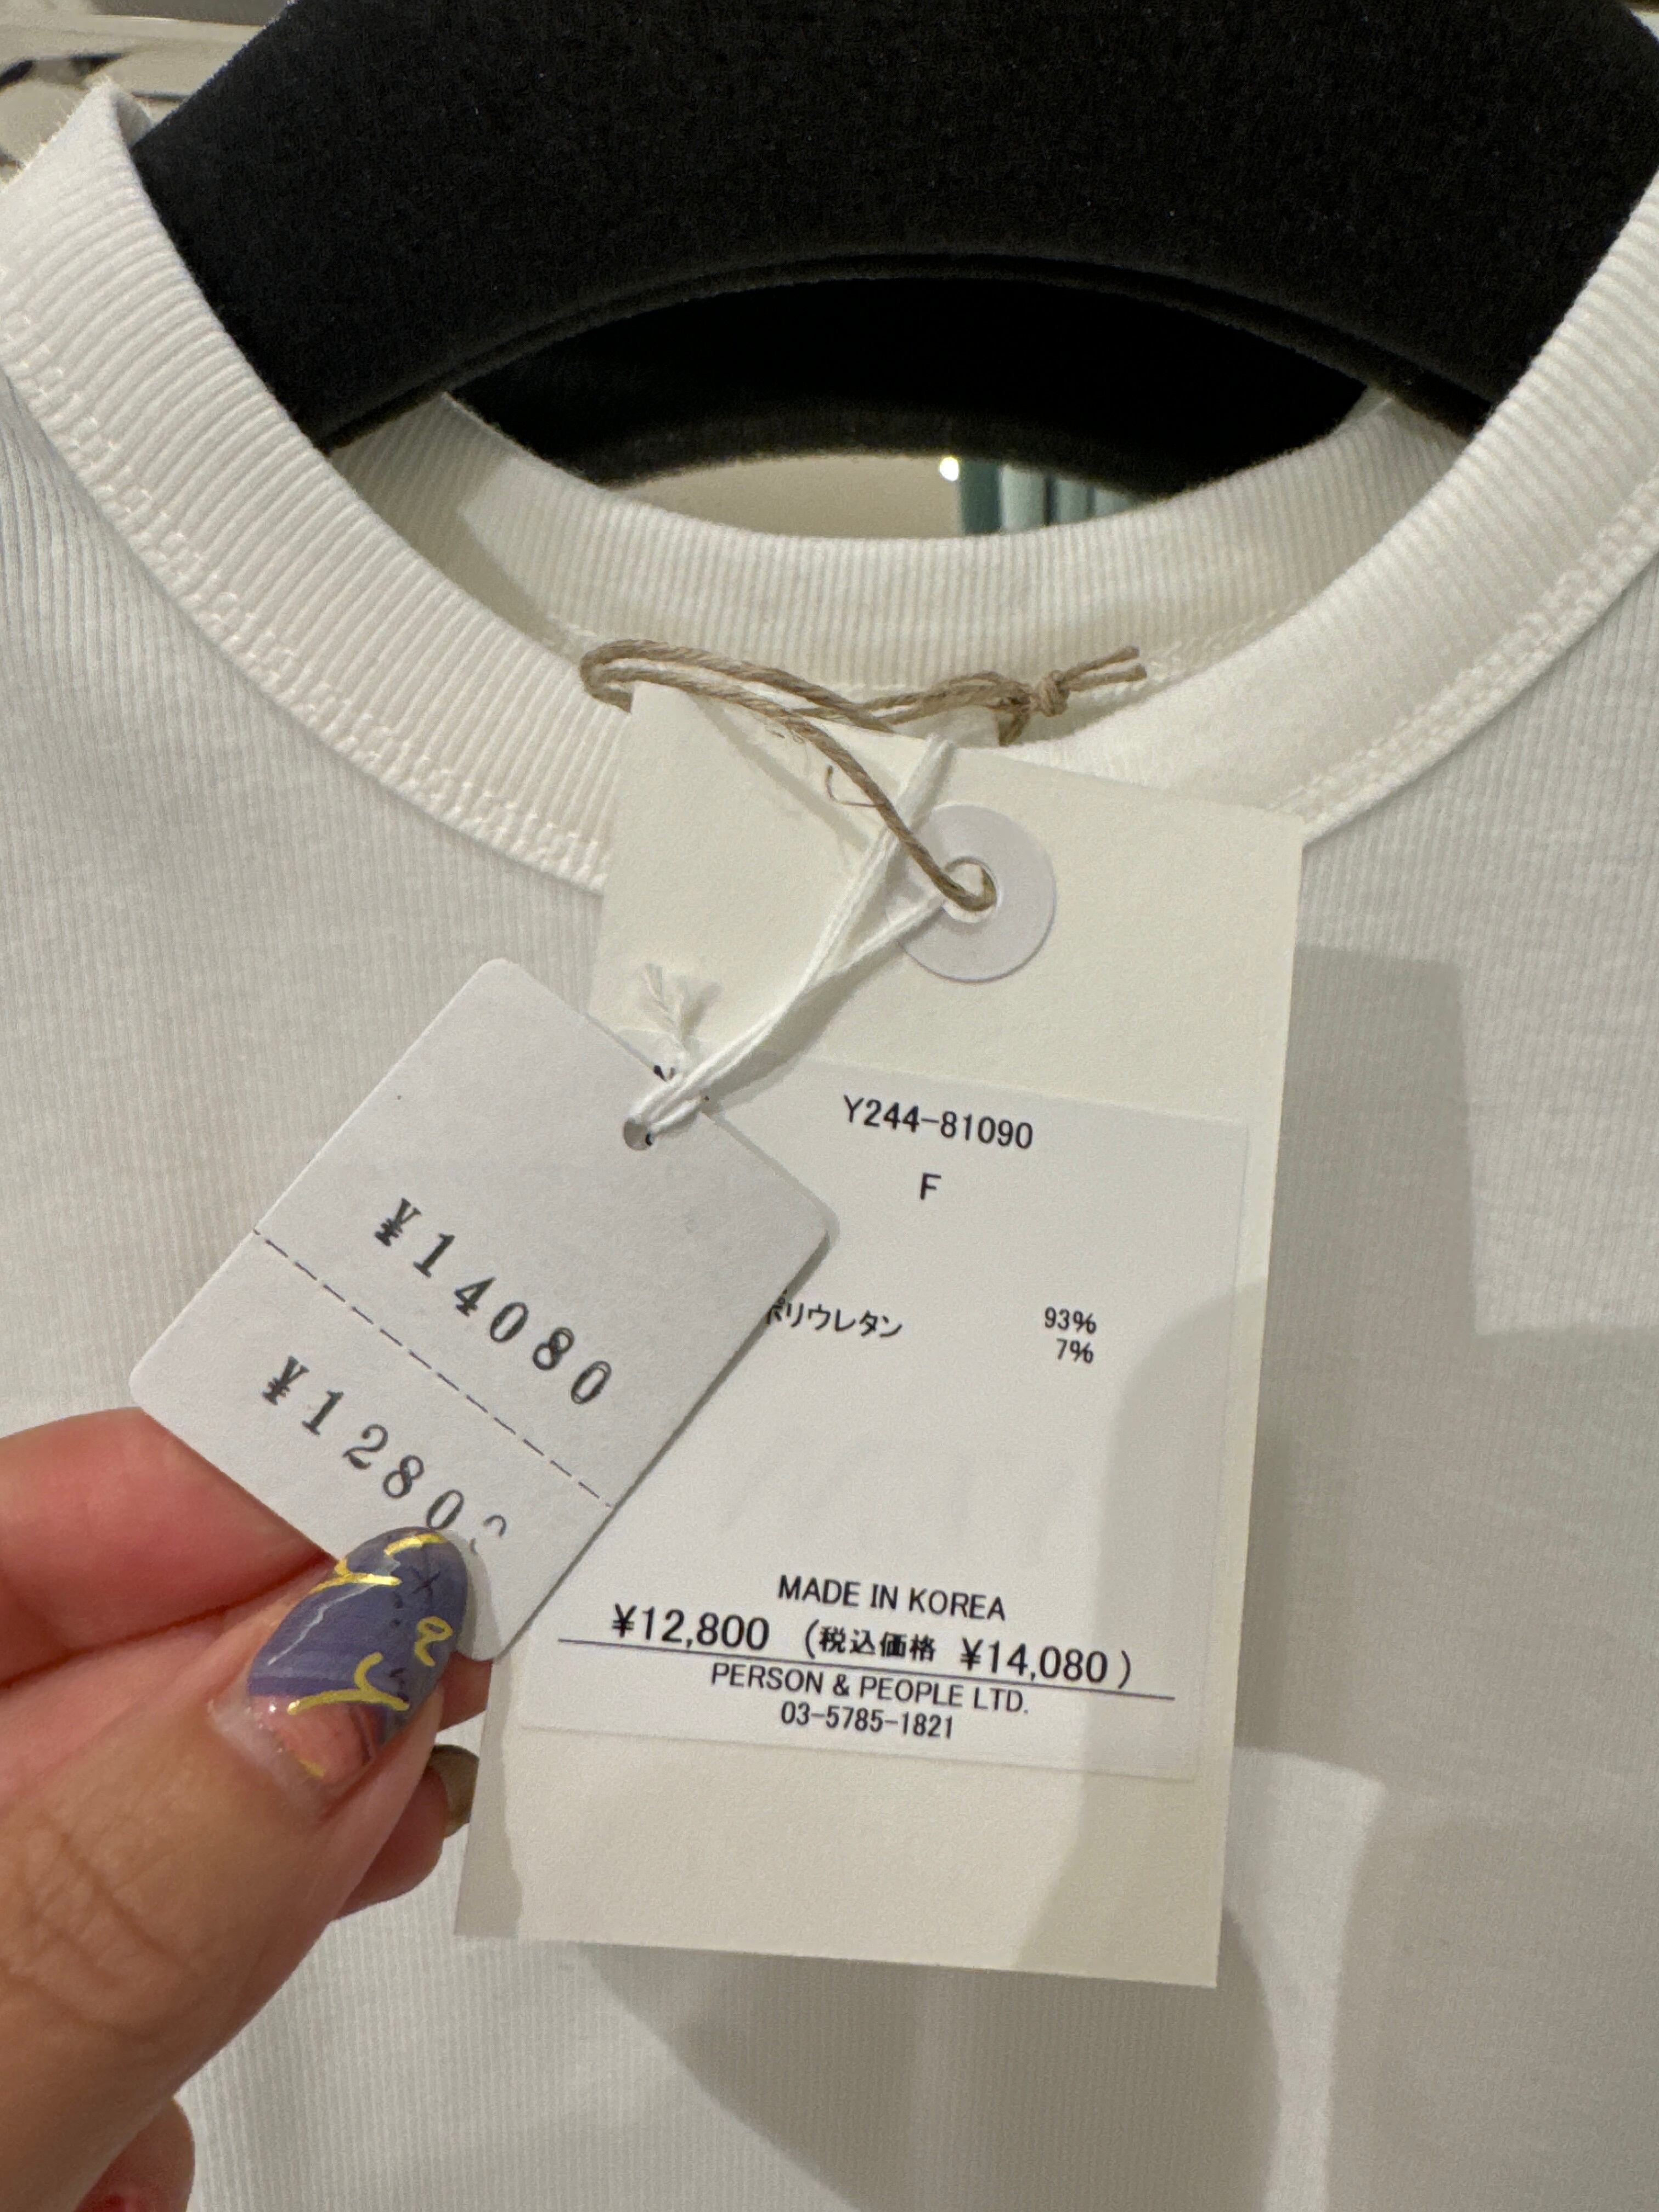 ¥14080
¥1280
Y244-81090
F
93%
ポリウレタン 7%
MADE IN KOREA
¥12,800 (税込価格 ¥14,080)
PERSON & PEOPLE LTD.
03-5785-1821